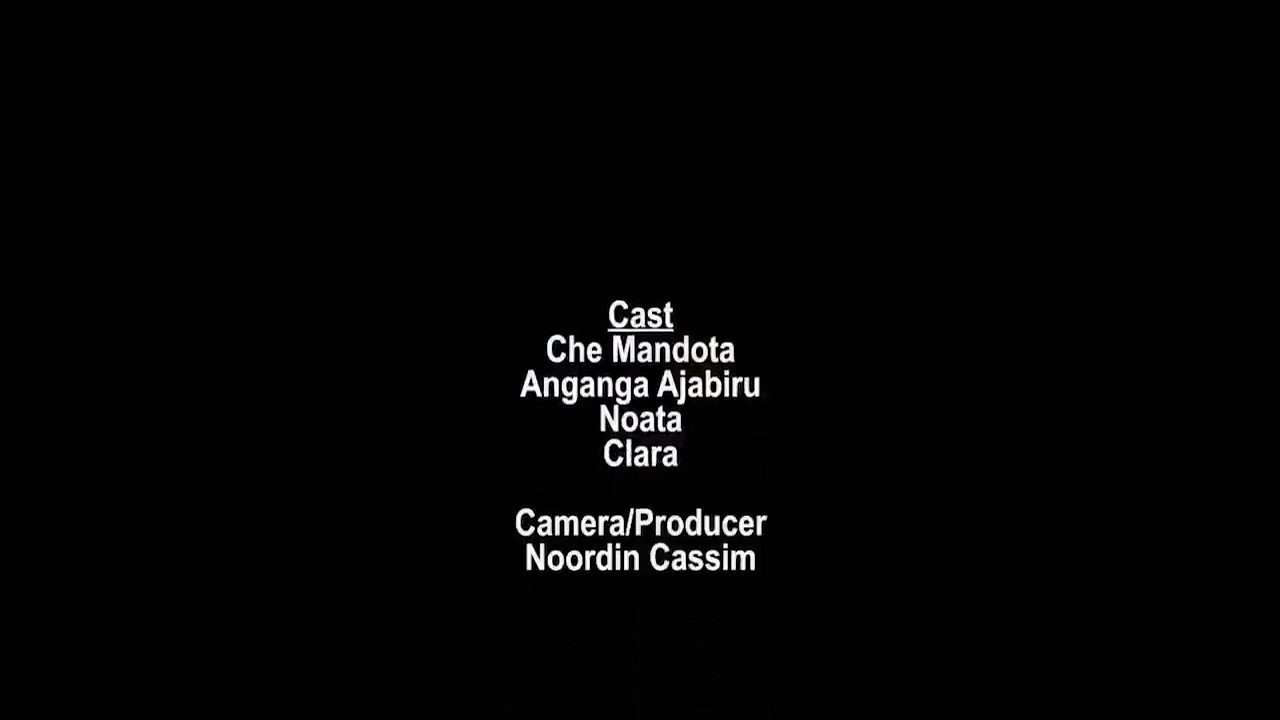 Cast
Che Mandota
Anganga Ajabiru
Noata
Clara
Camera/Producer
Noordin Cassim